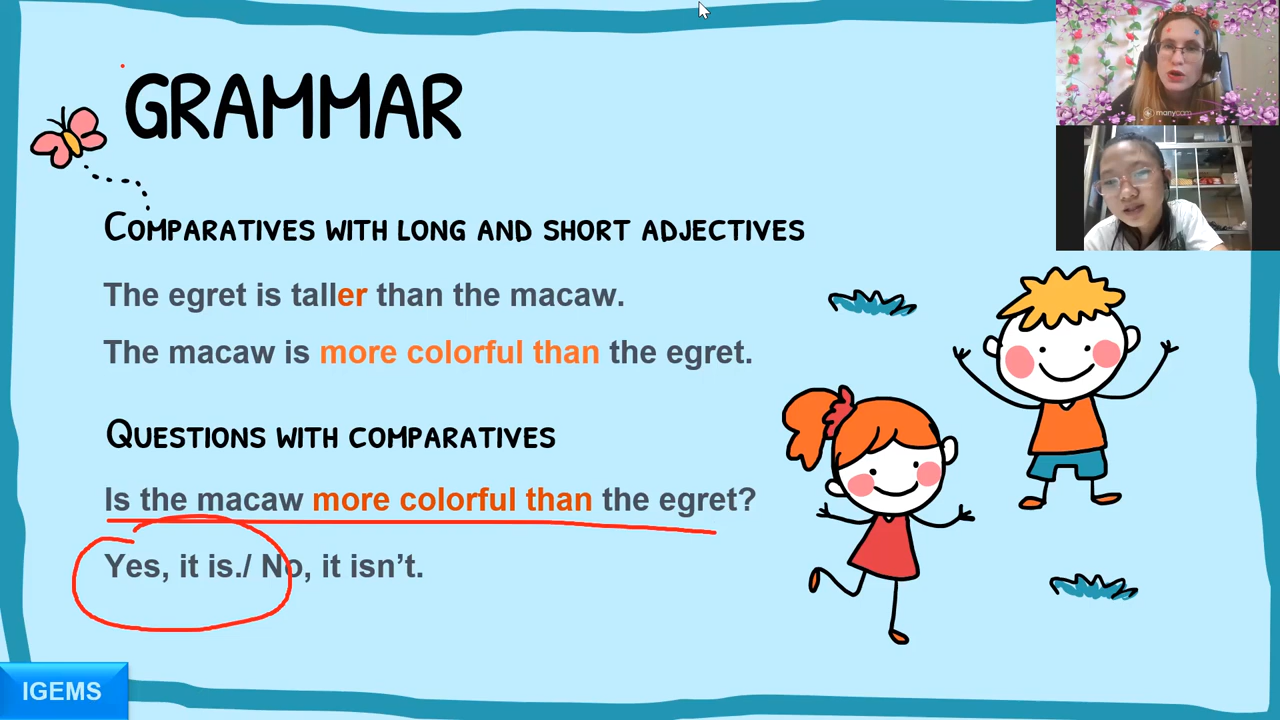 GRAMMAR
COMPARATIVES WITH LONG AND SHORT ADJECTIVES
The egret is taller than the macaw.
The macaw is more colorful than the egret.
QUESTIONS WITH COMPARATIVES
Is the macaw more colorful than the egret?
Yes, it is./ No, it isn’t.
IGEMS
manycam